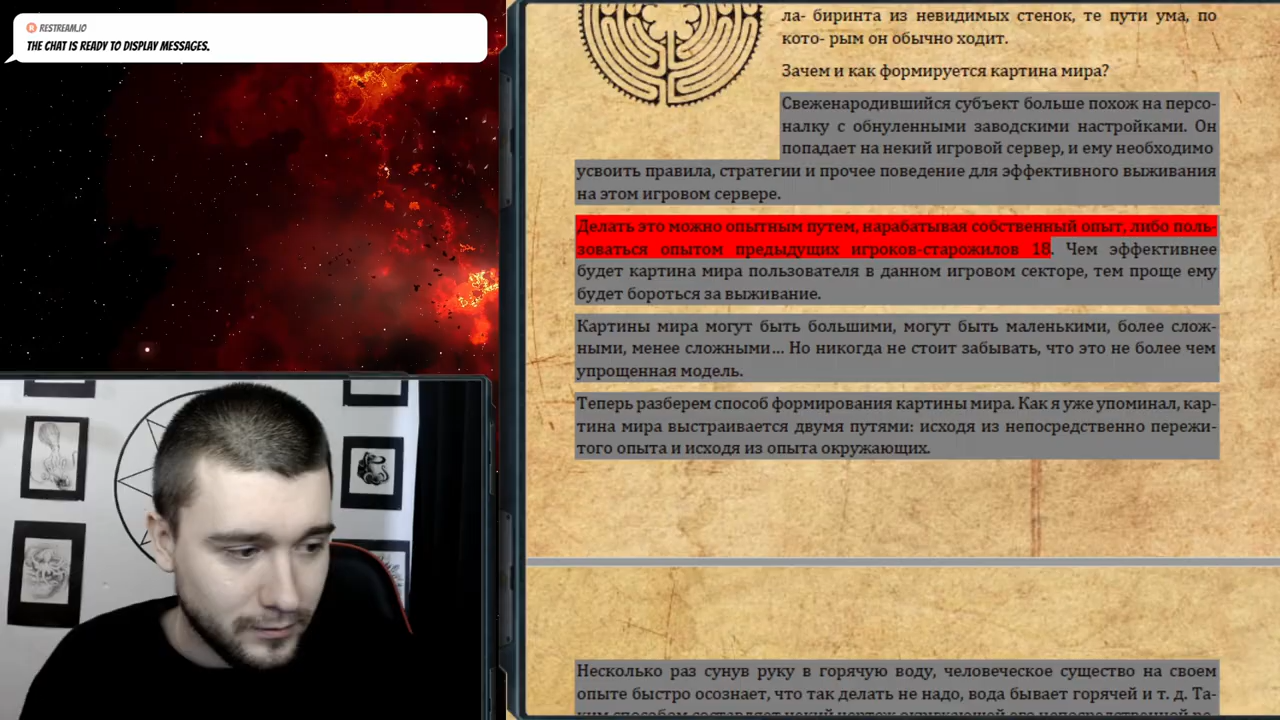 RESTREAM.IO
THE CHAT IS READY TO DISPLAY MESSAGES.
ла- биринта из невидимых стенок, те пути ума, по
кото- рым он обычно ходит.
Зачем и как формируется картина мира?
Свеженародившийся субъект больше похож на персо-
налку с обнуленными заводскими настройками. Он
попадает на некий игровой сервер, и ему необходимо
усвоить правила, стратегии и прочее поведение для эффективного выживания
на этом игровом сервере.
Делать это можно опытным путем, нарабатывая собственный опыт, либо поль-
зоваться опытом предыдущих игроков-старожилов 18. Чем эффективнее
будет картина мира пользователя в данном игровом секторе, тем проще ему
будет бороться за выживание.
Картины мира могут быть большими, могут быть маленькими, более слож-
ными, менее сложными... Но никогда не стоит забывать, что это не более чем
упрощенная модель.
Теперь разберем способ формирования картины мира. Как я уже упоминал, кар-
тина мира выстраивается двумя путями: исходя из непосредственно пережи-
того опыта и исходя из опыта окружающих.
Несколько раз сунув руку в горячую воду, человеческое существо на своем
опыте быстро осознает, что так делать не надо, вода бывает горячей и т. д. Та-